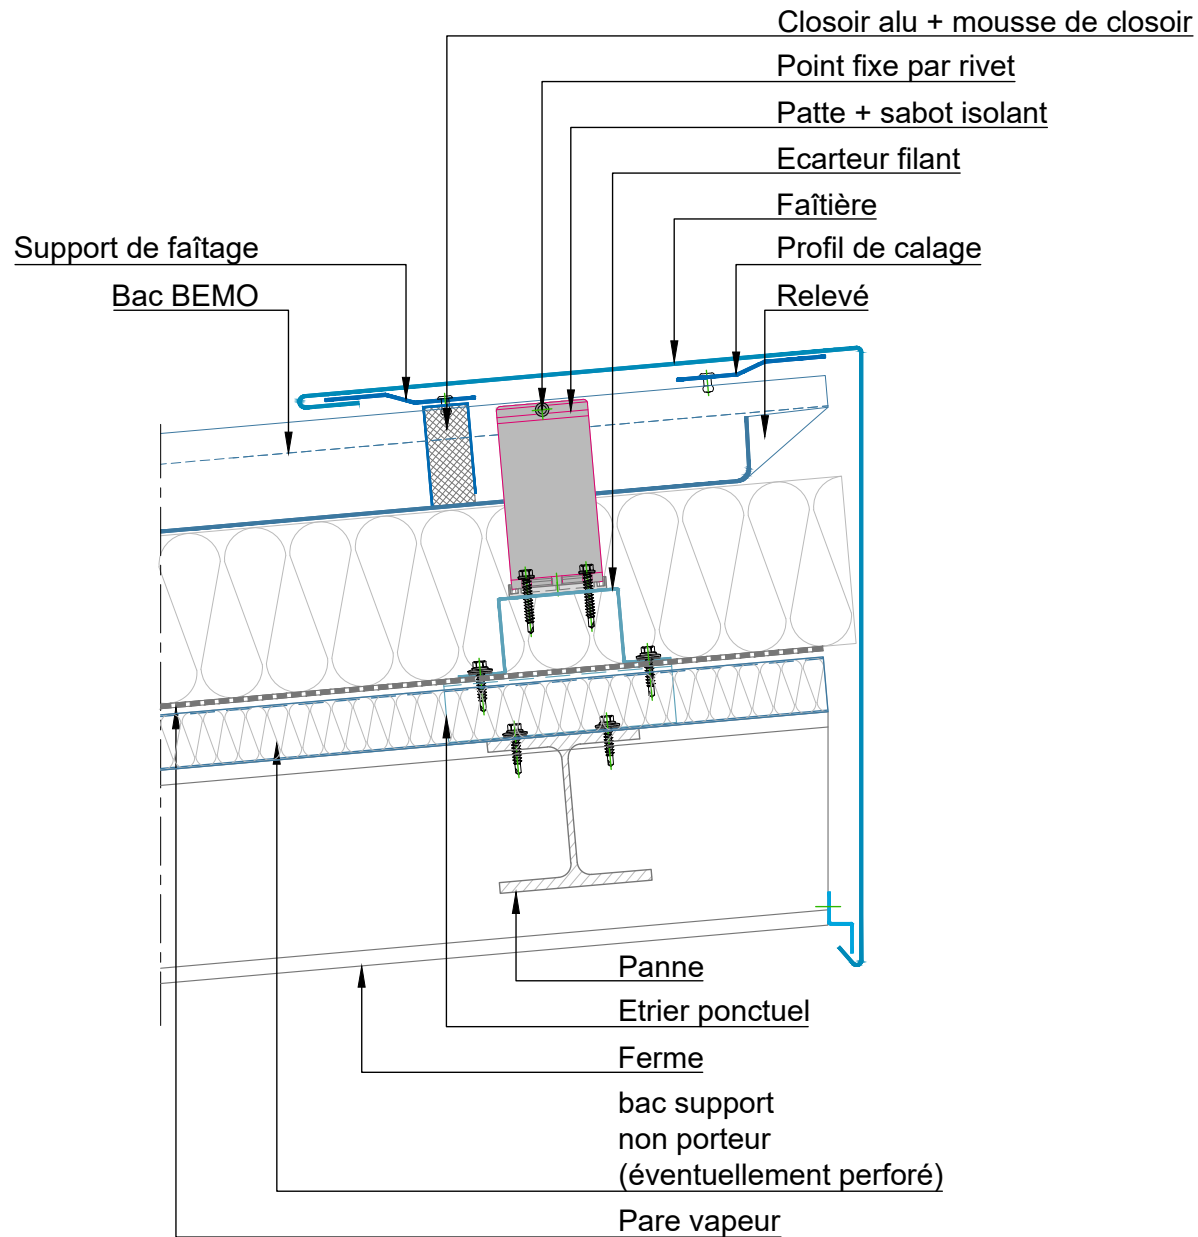 Closoir alu + mousse de closoir
Point fixe par rivet
Patte + sabot isolant
Ecarteur filant
Faîtière
Support de faîtage
Profil de calage
Bac BEMO
Relevé
Panne
Etrier ponctuel
Ferme
bac support
non porteur
(éventuellement perforé)
Pare vapeur